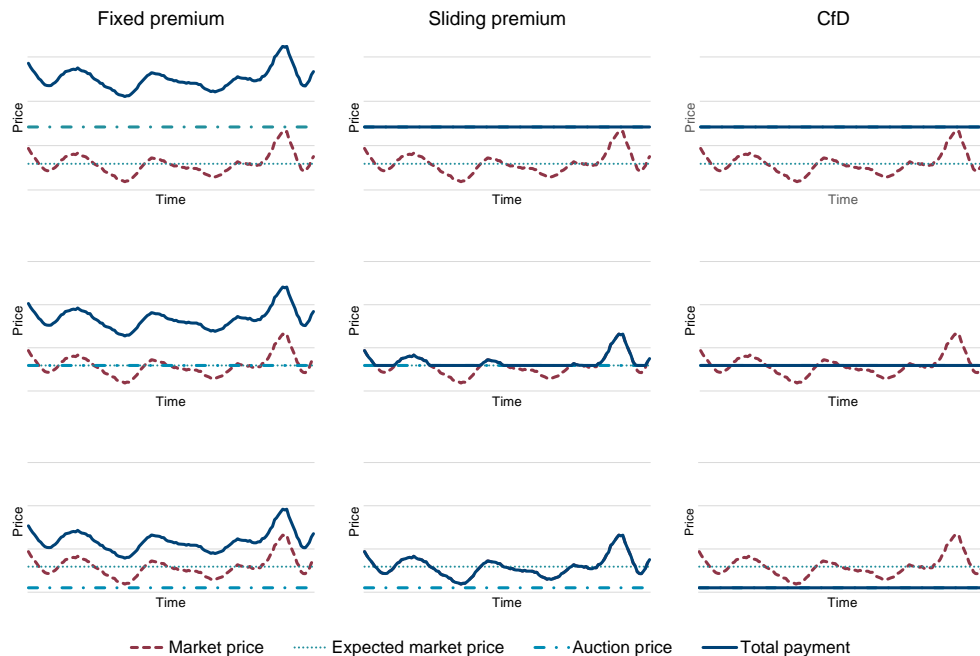 Fixed premium Sliding premium CfD
Price Price Price
Time Time Time
Price Price Price
Time Time Time
Price Price Price
Time Time Time
Market price Expected market price Auction price Total payment